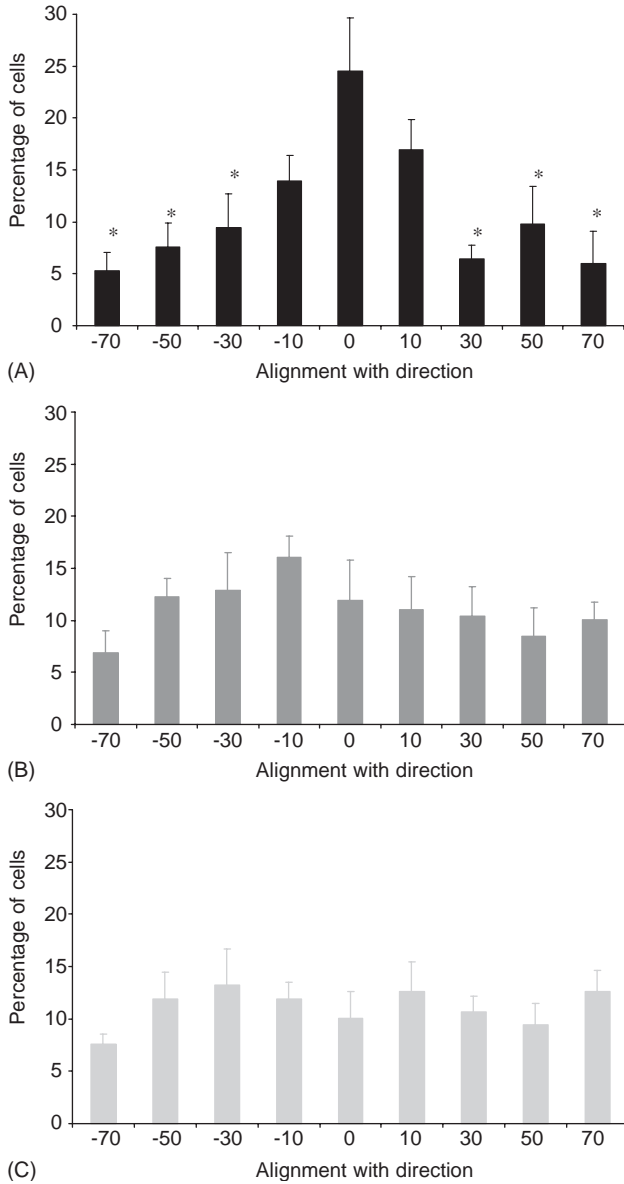 30
25
20
15
10
5
0
Percentage of cells
* * * * * *
-70 -50 -30 -10 0 10 30 50 70
(A) Alignment with direction
30
25
20
15
10
5
0
Percentage of cells
-70 -50 -30 -10 0 10 30 50 70
(B) Alignment with direction
30
25
20
15
10
5
0
Percentage of cells
-70 -50 -30 -10 0 10 30 50 70
(C) Alignment with direction